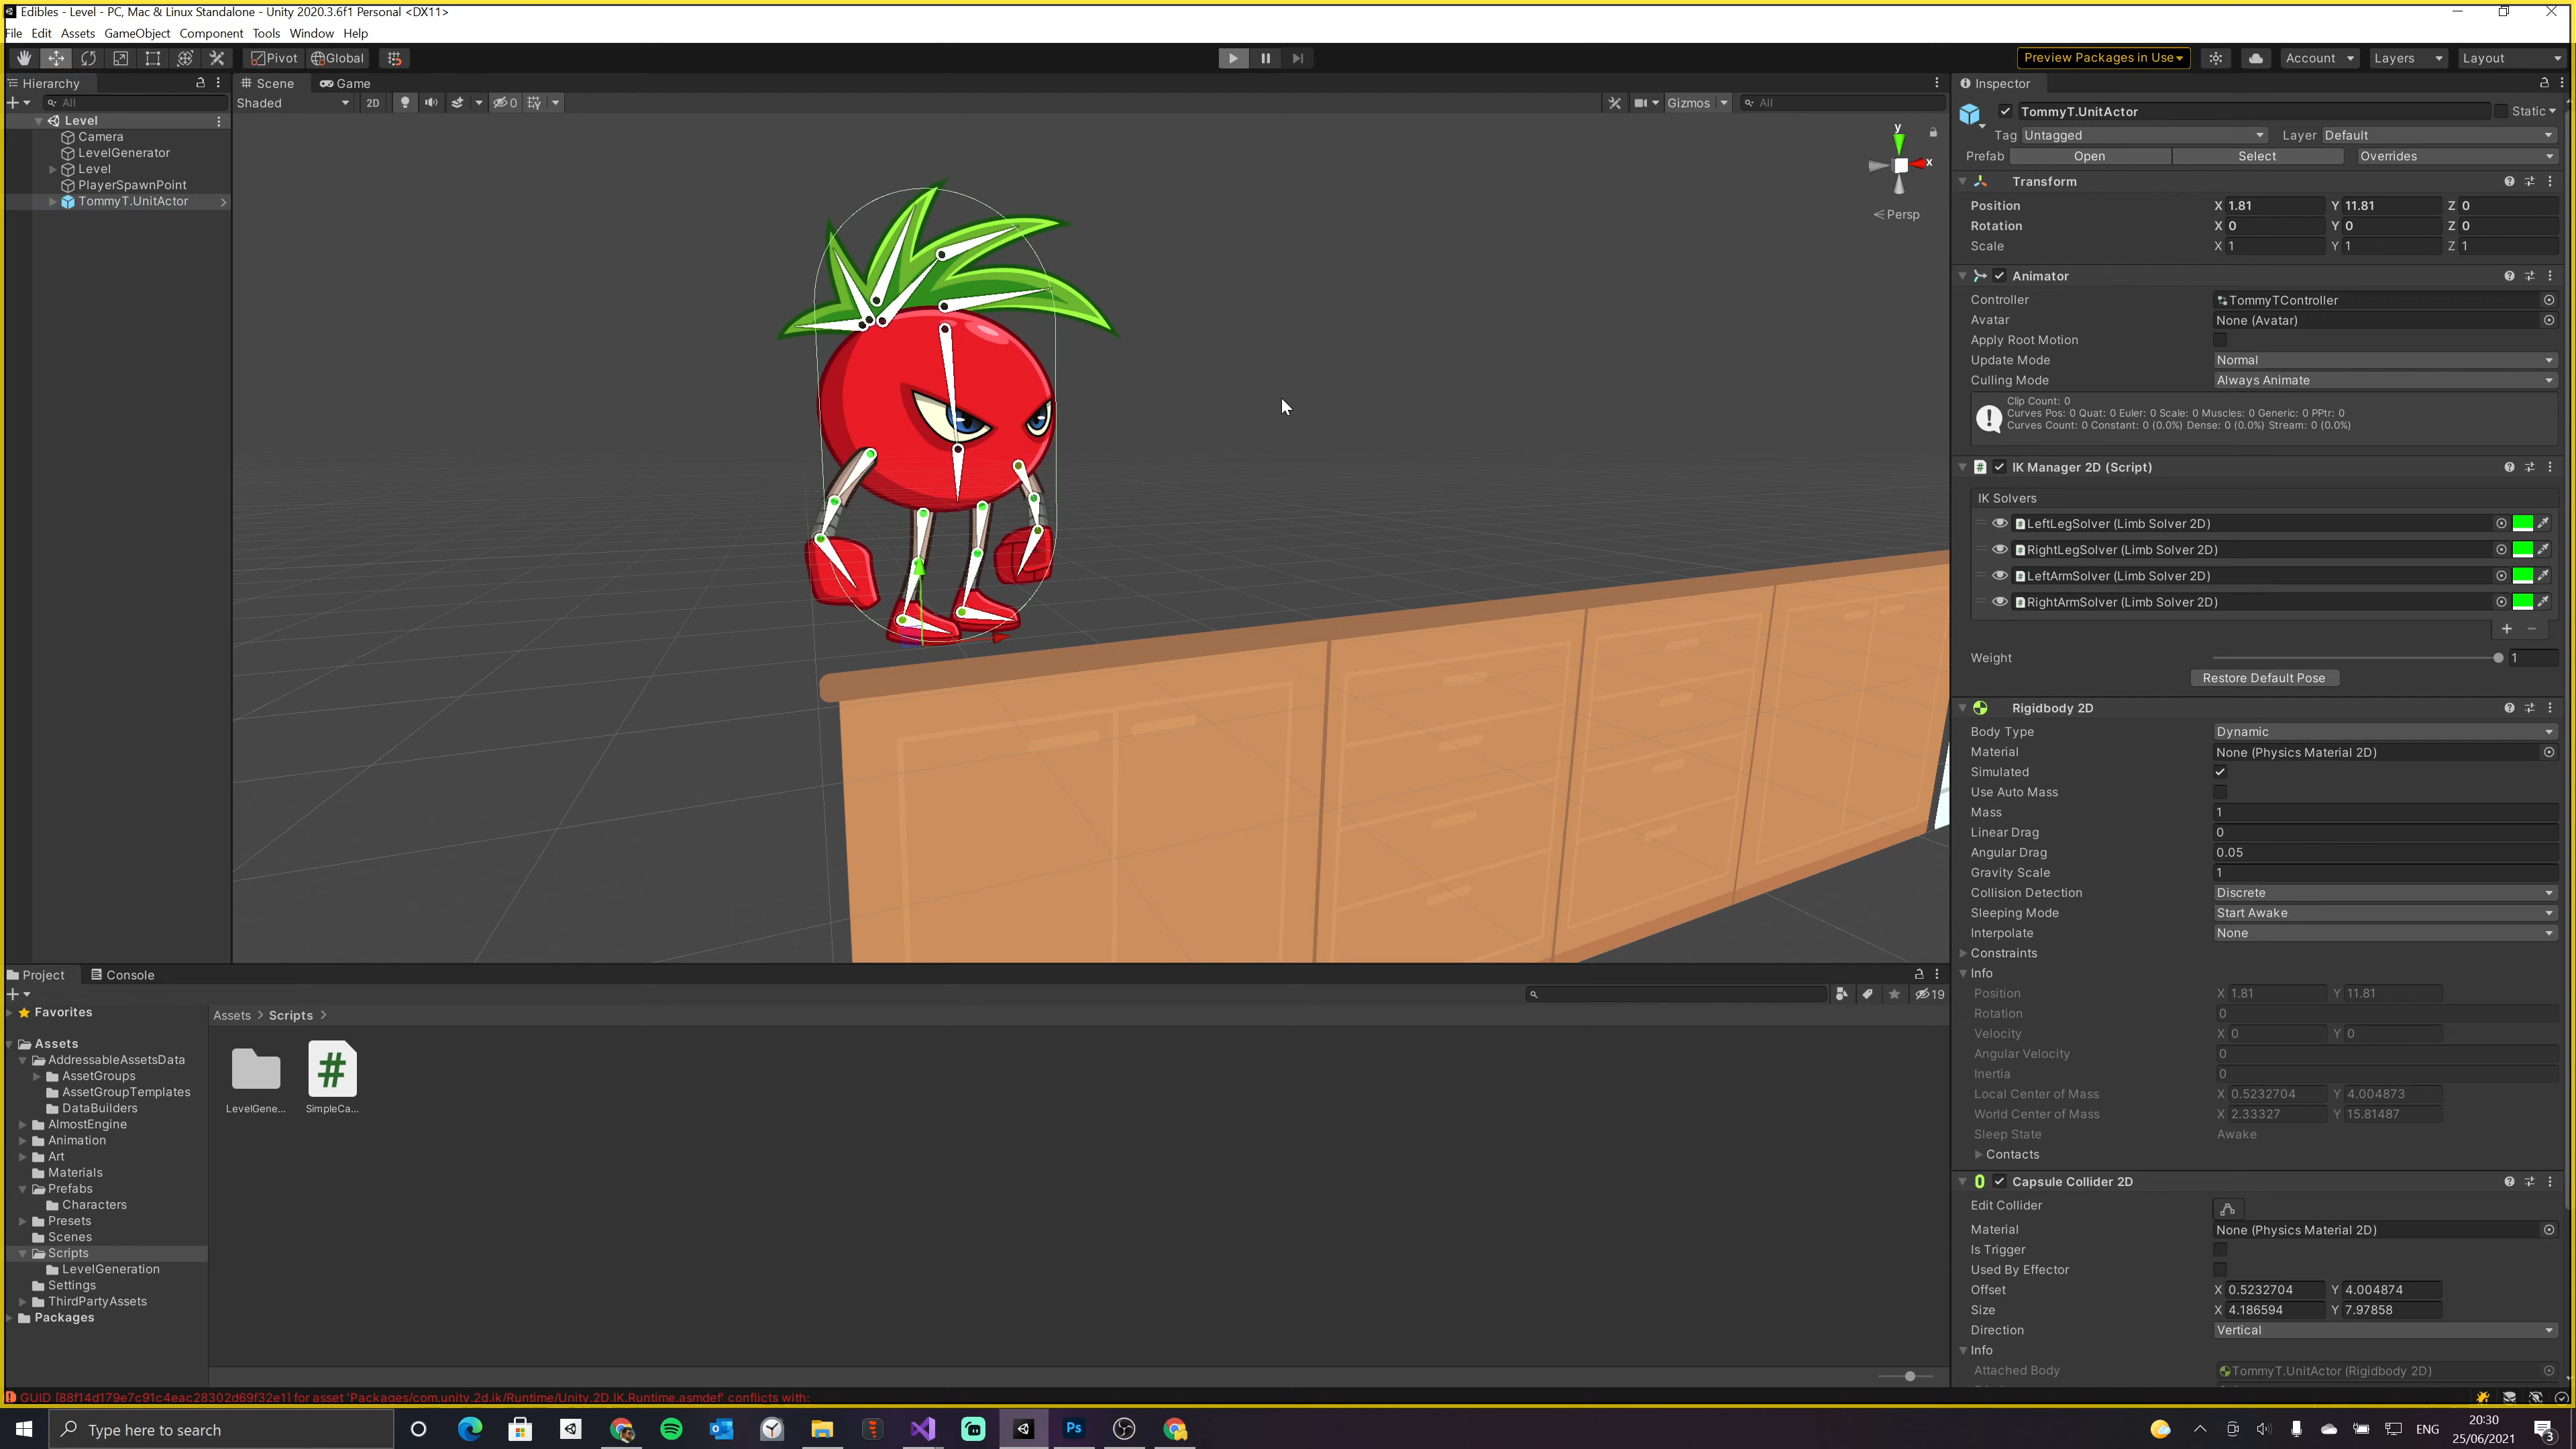 Edibles - Level - PC, Mac & Linux Standalone - Unity 2020.3.6f1 Personal <DX11>
File Edit Assets GameObject Component Tools Window Help
Pivot Global Preview Packages in Use Account Layers Layout
Hierarchy
All
Level
Camera
LevelGenerator
Level
PlayerSpawnPoint
TommyT.UnitActor
Scene Game
Shaded 2D 0 Gizmos All
y
x
Persp
Inspector
TommyT.UnitActor Static
Tag Untagged Layer Default
Prefab Open Select Overrides
Transform
Position X 1.81 Y 11.81 Z 0
Rotation X 0 Y 0 Z 0
Scale X 1 Y 1 Z 1
Animator
Controller TommyTController
Avatar None (Avatar)
Apply Root Motion
Update Mode Normal
Culling Mode Always Animate
Clip Count: 0
Curves Pos: 0 Quat: 0 Euler: 0 Scale: 0 Muscles: 0 Generic: 0 PPtr: 0
Curves Count: 0 Constant: 0 (0.0%) Dense: 0 (0.0%) Stream: 0 (0.0%)
# IK Manager 2D (Script)
IK Solvers
LeftLegSolver (Limb Solver 2D)
RightLegSolver (Limb Solver 2D)
LeftArmSolver (Limb Solver 2D)
RightArmSolver (Limb Solver 2D)
+ −
Weight 1
Restore Default Pose
Rigidbody 2D
Body Type Dynamic
Material None (Physics Material 2D)
Simulated
Use Auto Mass
Mass 1
Linear Drag 0
Angular Drag 0.05
Gravity Scale 1
Collision Detection Discrete
Sleeping Mode Start Awake
Interpolate None
Constraints
Info
Position X 1.81 Y 11.81
Rotation 0
Velocity X 0 Y 0
Angular Velocity 0
Inertia 0
Local Center of Mass X 0.5232704 Y 4.004873
World Center of Mass X 2.33327 Y 15.81487
Sleep State Awake
Contacts
Capsule Collider 2D
Edit Collider
Material None (Physics Material 2D)
Is Trigger
Used By Effector
Offset X 0.5232704 Y 4.004874
Size X 4.186594 Y 7.97858
Direction Vertical
Info
Attached Body TommyT.UnitActor (Rigidbody 2D)
Project Console
19
Favorites
Assets
AddressableAssetsData
AssetGroups
AssetGroupTemplates
DataBuilders
AlmostEngine
Animation
Art
Materials
Prefabs
Characters
Presets
Scenes
Scripts
LevelGeneration
Settings
ThirdPartyAssets
Packages
Assets > Scripts >
#
LevelGene... SimpleCa...
GUID [88f14d179e7c91c4eac28302d69f32e1] for asset 'Packages/com.unity.2d.ik/Runtime/Unity.2D.IK.Runtime.asmdef' conflicts with:
Type here to search
Ps
ENG
20:30
25/06/2021
3